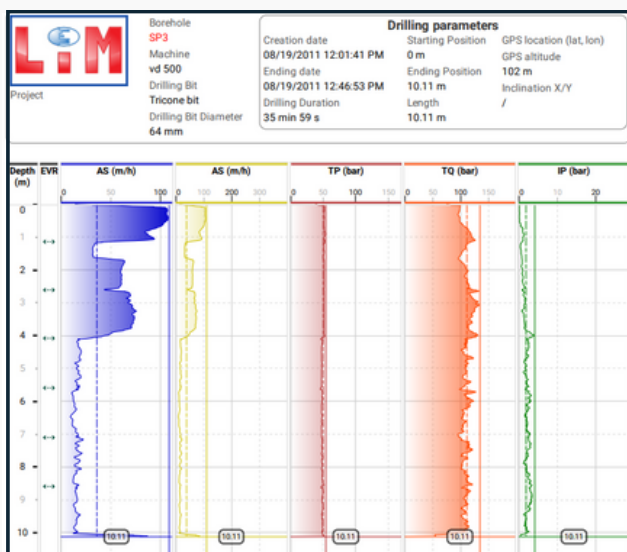 LiM
Project
Borehole
SP3
Machine
vd 500
Drilling Bit
Tricone bit
Drilling Bit Diameter
64 mm
Drilling parameters
Creation date
08/19/2011 12:01:41 PM
Ending date
08/19/2011 12:46:53 PM
Drilling Duration
35 min 59 s
Starting Position
0 m
Ending Position
10.11 m
Length
10.11 m
GPS location (lat, lon)
GPS altitude
102 m
Inclination X/Y
/
Depth (m) EVR AS (m/h) AS (m/h) TP (bar) TQ (bar) IP (bar)
0 50 100 0 100 200 300 0 50 100 150 0 50 100 150 0 10 20
0
1
2
3
4
5
6
7
8
9
10
10.11 10.11 10.11 10.11 10.11